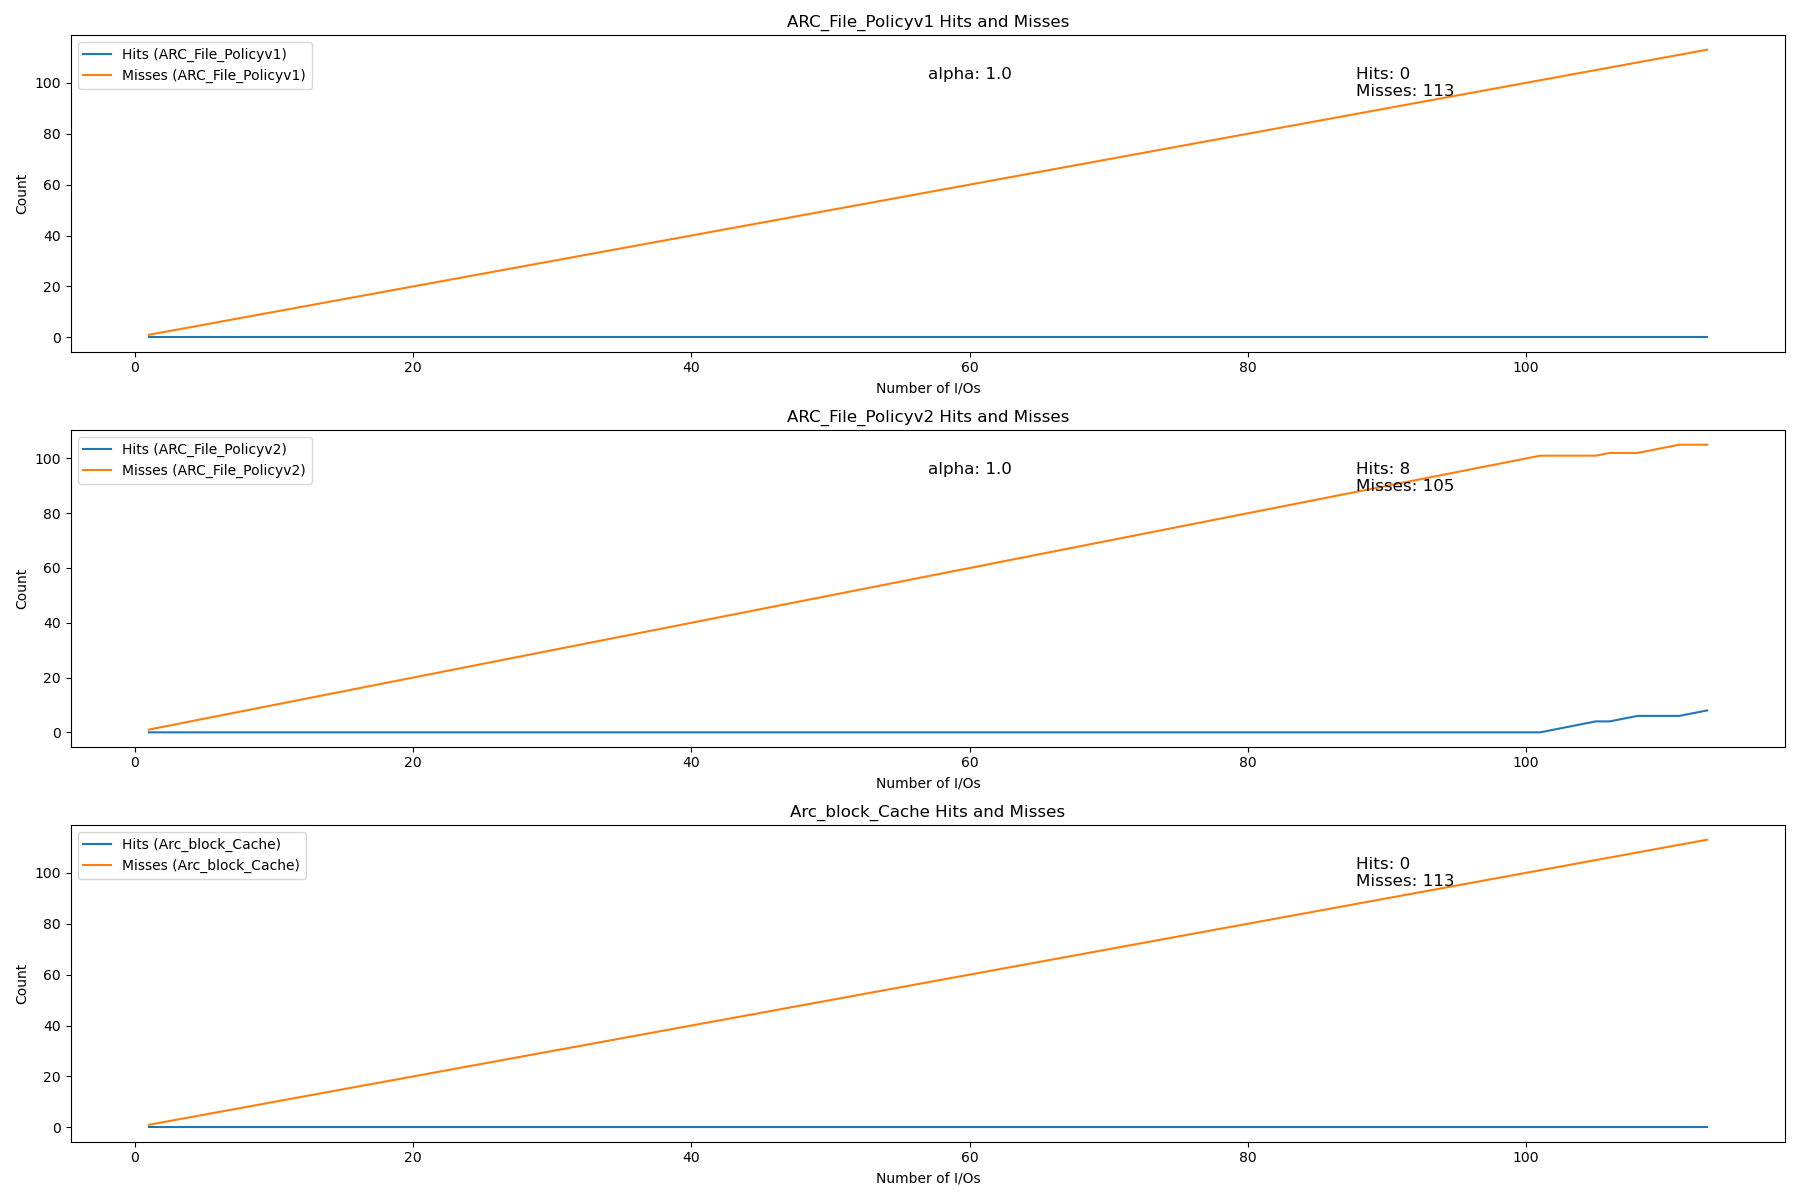 ARC_File_Policyv1 Hits and Misses
Hits (ARC_File_Policyv1)
Misses (ARC_File_Policyv1)
alpha: 1.0
Hits: 0
Misses: 113
100
80
60
40
20
0
Count
0 20 40 60 80 100
Number of I/Os
ARC_File_Policyv2 Hits and Misses
Hits (ARC_File_Policyv2)
Misses (ARC_File_Policyv2)
alpha: 1.0
Hits: 8
Misses: 105
100
80
60
40
20
0
Count
0 20 40 60 80 100
Number of I/Os
Arc_block_Cache Hits and Misses
Hits (Arc_block_Cache)
Misses (Arc_block_Cache)
Hits: 0
Misses: 113
100
80
60
40
20
0
Count
0 20 40 60 80 100
Number of I/Os